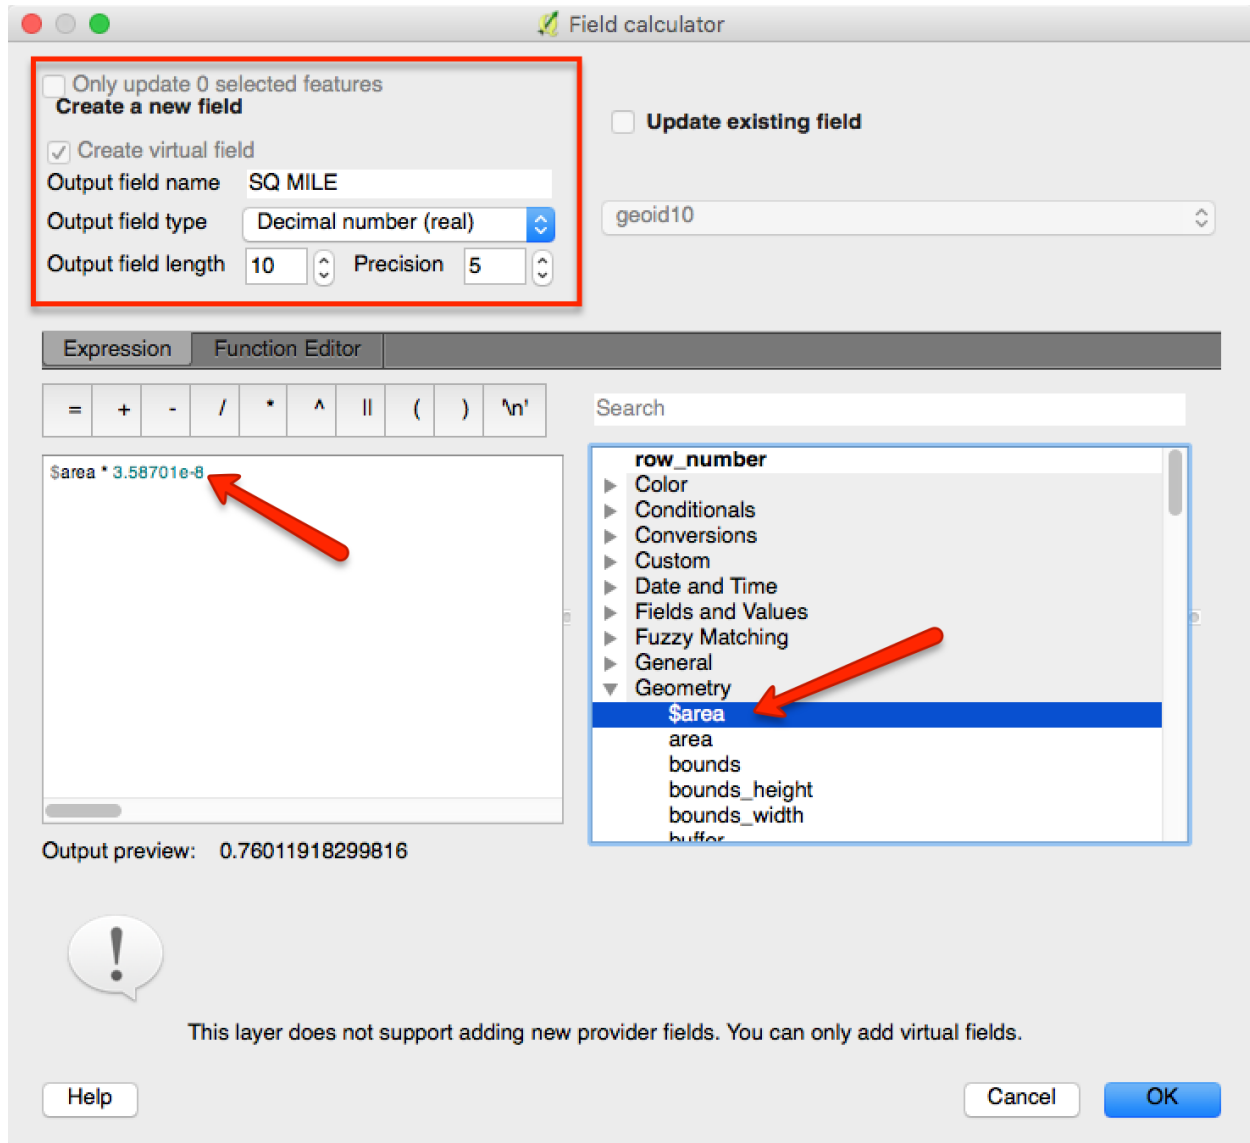 Field calculator
Only update 0 selected features
Create a new field
Create virtual field
Output field name SQ MILE
Output field type Decimal number (real)
Output field length 10 Precision 5
Update existing field
geoid10
Expression Function Editor
= + - / * ^ || ( ) '\n'
$area * 3.58701e-8
Search
row_number
Color
Conditionals
Conversions
Custom
Date and Time
Fields and Values
Fuzzy Matching
General
Geometry
$area
area
bounds
bounds_height
bounds_width
buffer
Output preview: 0.76011918299816
!
This layer does not support adding new provider fields. You can only add virtual fields.
Help Cancel OK